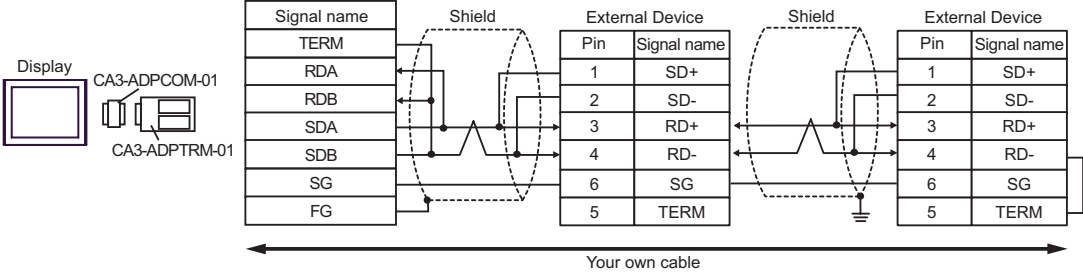 Display
CA3-ADPCOM-01
CA3-ADPTRM-01
Signal name
TERM
RDA
RDB
SDA
SDB
SG
FG
Shield
External Device
Pin Signal name
1 SD+
2 SD-
3 RD+
4 RD-
6 SG
5 TERM
Shield
External Device
Pin Signal name
1 SD+
2 SD-
3 RD+
4 RD-
6 SG
5 TERM
Your own cable